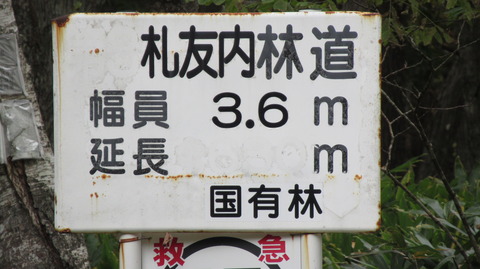 札友内林道
幅員 3.6 m
延長 m
国有林
救急